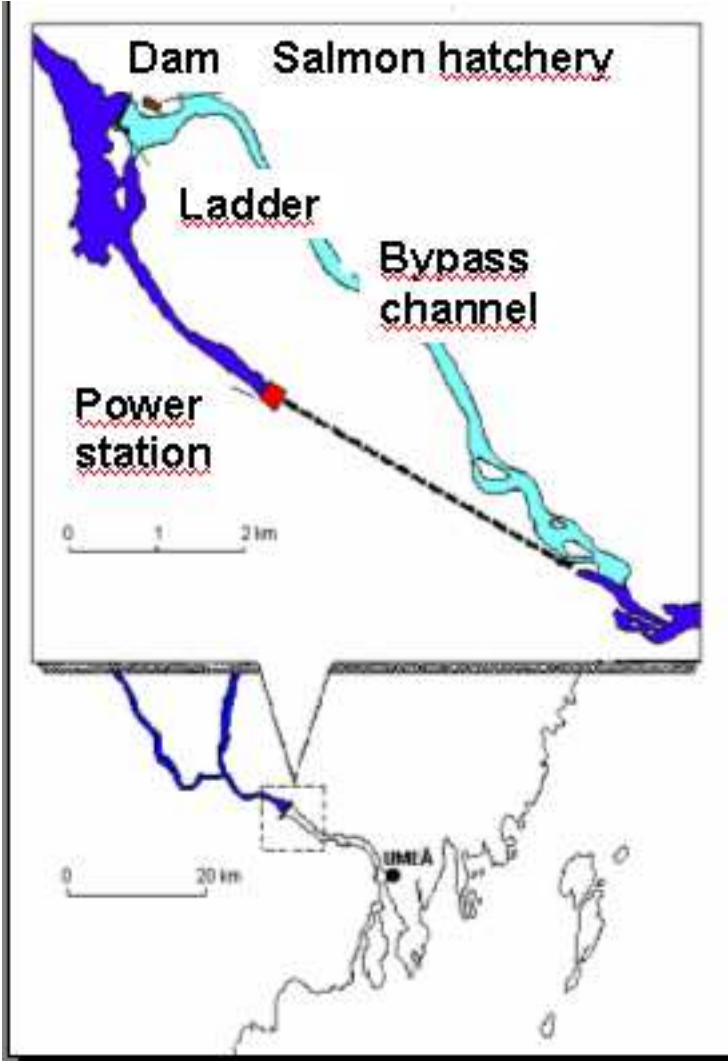 Dam Salmon hatchery
Ladder
Bypass
channel
Power
station
0 1 2 km
UMEÅ
0 20 km